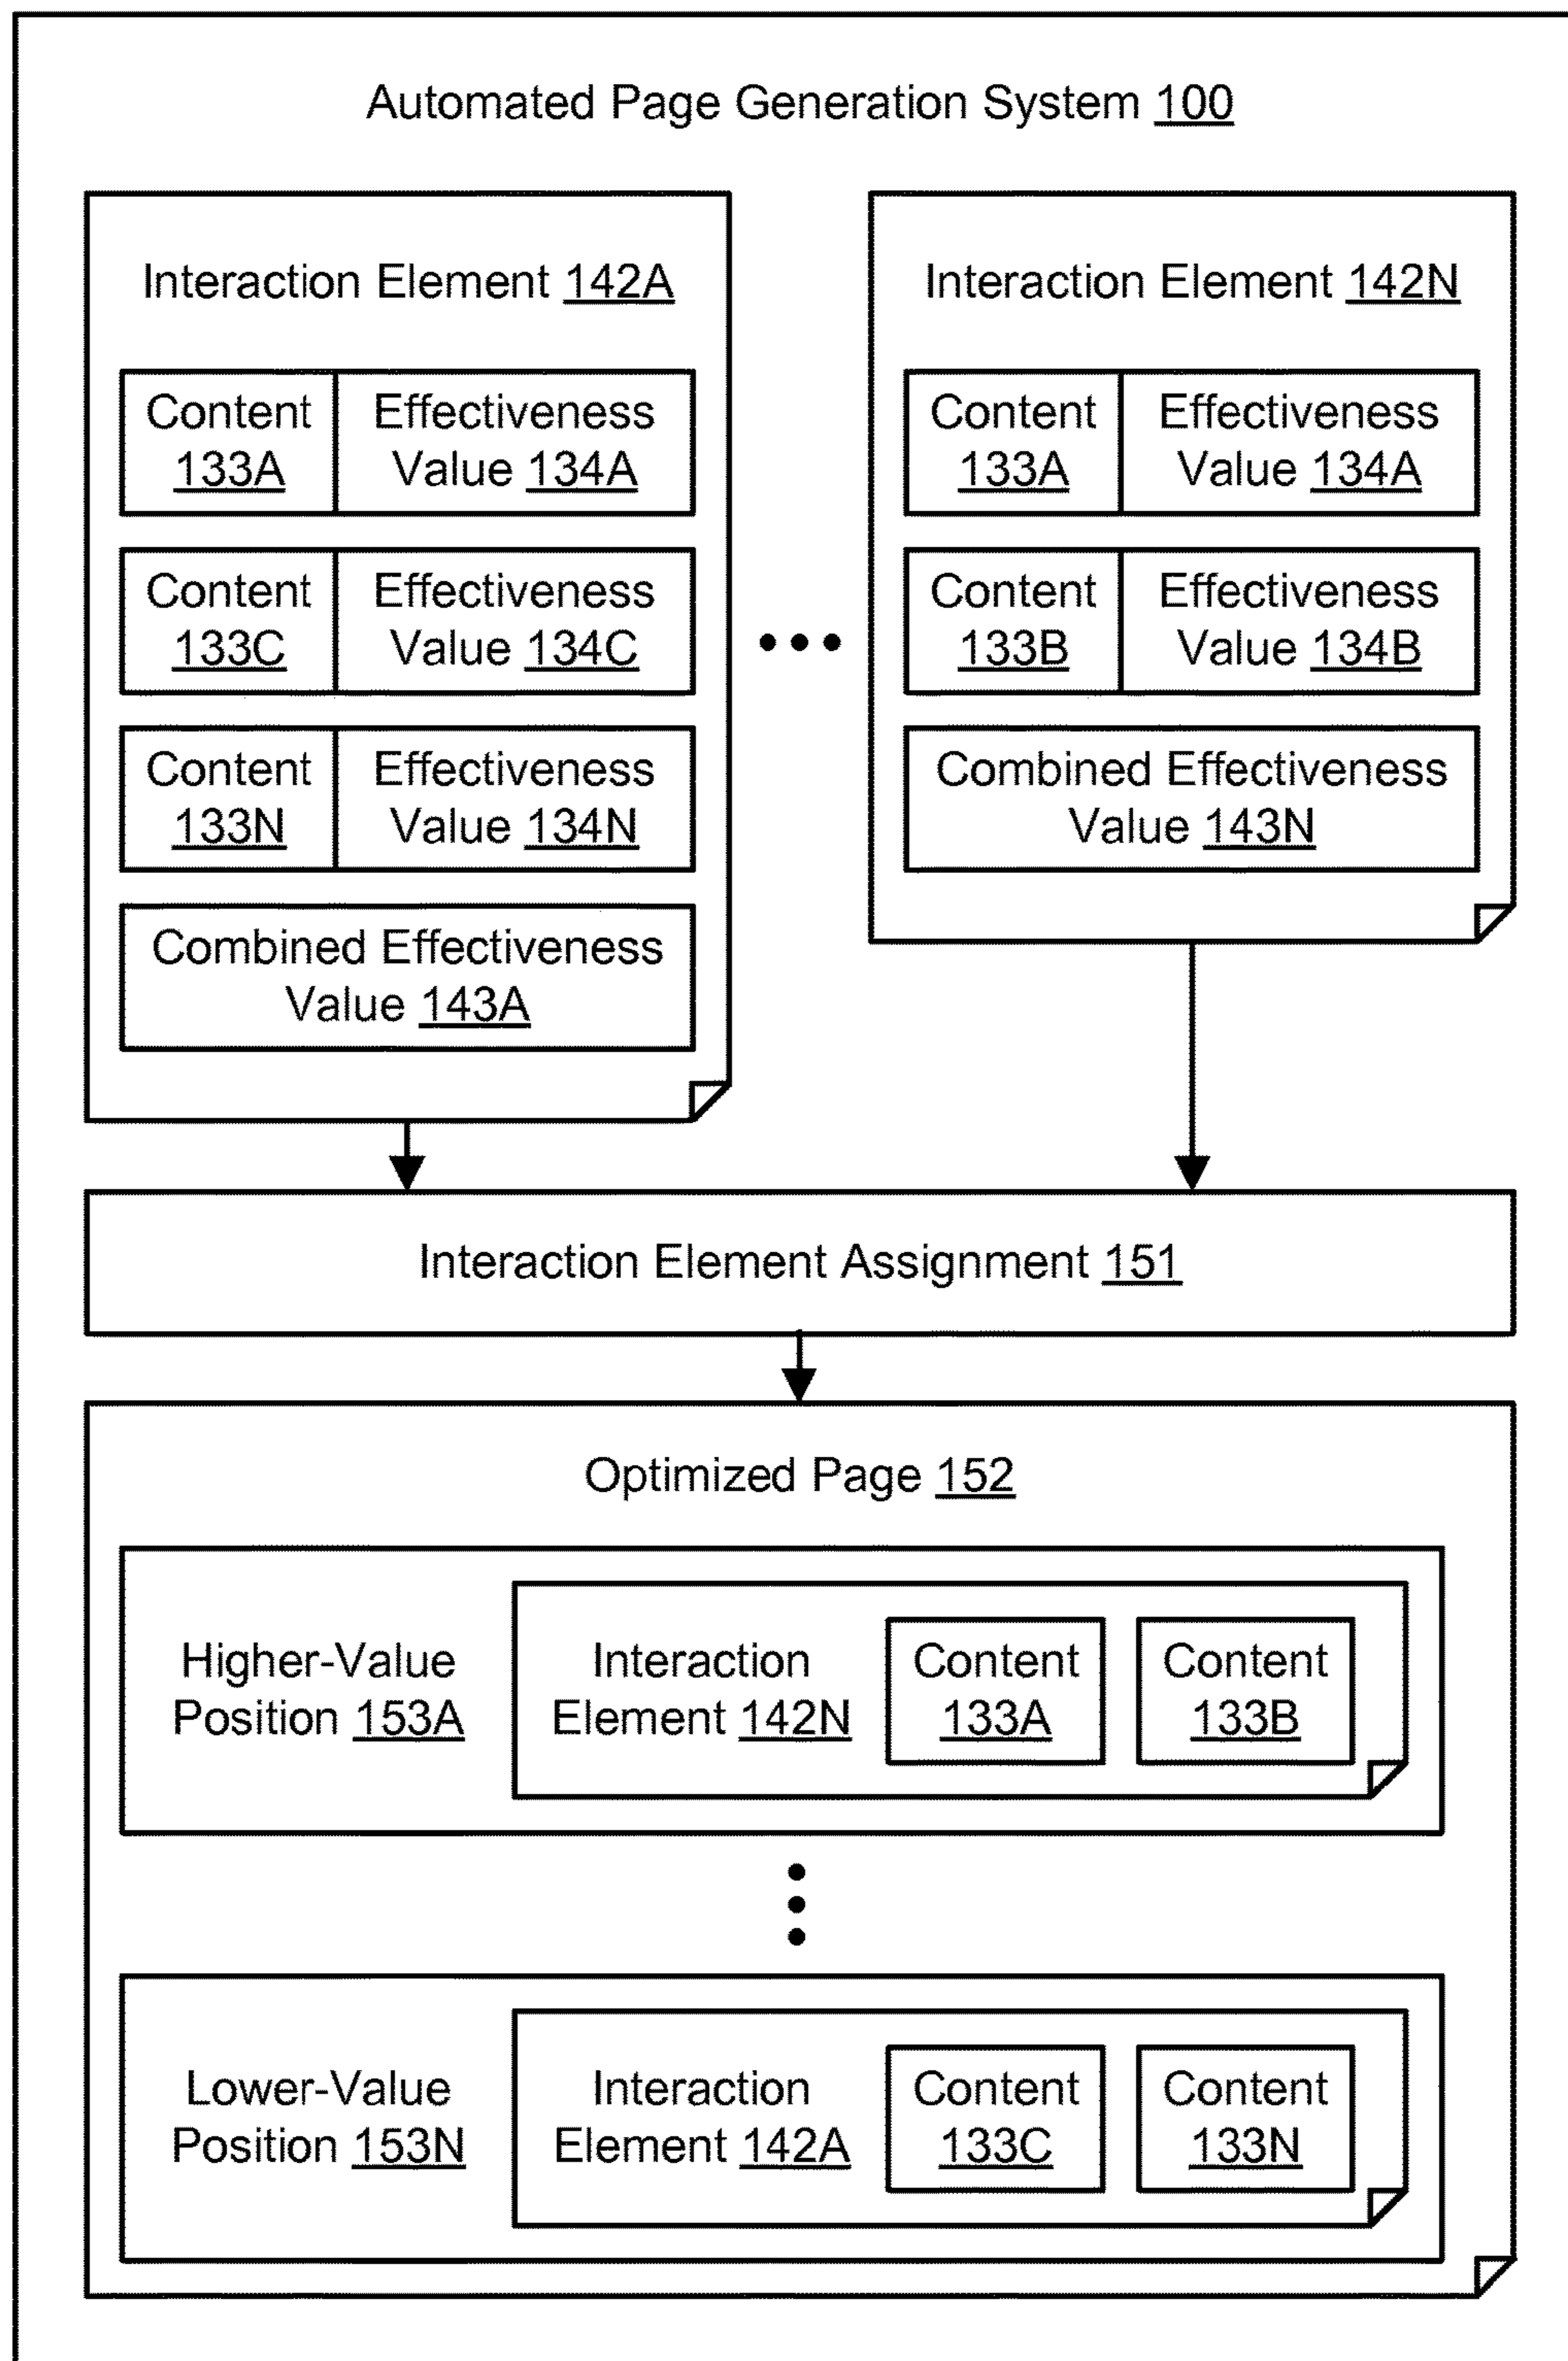 Automated Page Generation System 100
Interaction Element 142A
Content
133A
Effectiveness
Value 134A
Content
133C
Effectiveness
Value 134C
Content
133N
Effectiveness
Value 134N
Combined Effectiveness
Value 143A
Interaction Element 142N
Content
133A
Effectiveness
Value 134A
Content
133B
Effectiveness
Value 134B
Combined Effectiveness
Value 143N
Interaction Element Assignment 151
Optimized Page 152
Higher-Value
Position 153A
Interaction
Element 142N
Content
133A
Content
133B
Lower-Value
Position 153N
Interaction
Element 142A
Content
133C
Content
133N